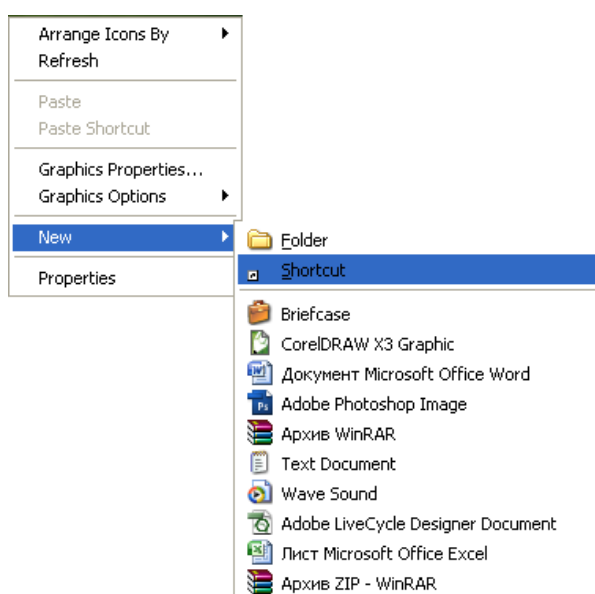 Arrange Icons By
Refresh
Paste
Paste Shortcut
Graphics Properties...
Graphics Options
New
Properties
Folder
Shortcut
Briefcase
CorelDRAW X3 Graphic
Документ Microsoft Office Word
Adobe Photoshop Image
Архив WinRAR
Text Document
Wave Sound
Adobe LiveCycle Designer Document
Лист Microsoft Office Excel
Архив ZIP - WinRAR